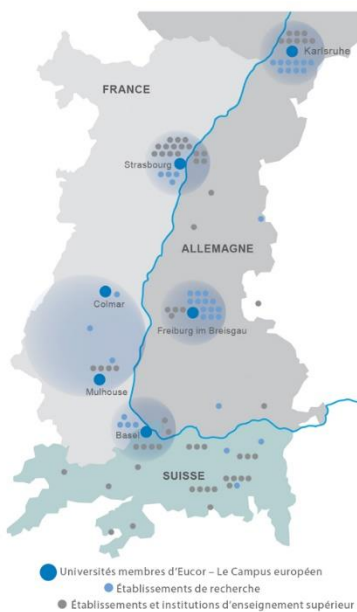 Karlsruhe
FRANCE
Strasbourg
ALLEMAGNE
Colmar
Freiburg im Breisgau
Mulhouse
Basel
SUISSE
Universités membres d'Eucor – Le Campus européen
Établissements de recherche
Établissements et institutions d'enseignement supérieur